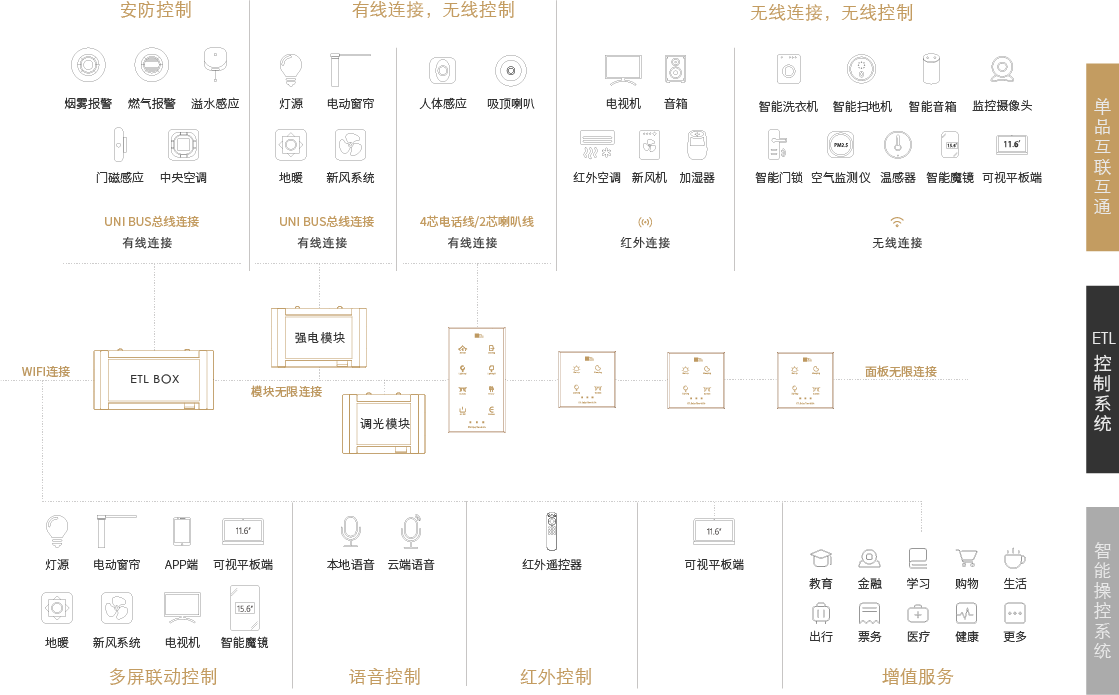 安防控制
有线连接，无线控制
无线连接，无线控制
烟雾报警
燃气报警
溢水感应
灯源
电动窗帘
人体感应
吸顶喇叭
电视机
音箱
智能洗衣机
智能扫地机
智能音箱
监控摄像头
PM2.5
15.6″
11.6″
门磁感应
中央空调
地暖
新风系统
红外空调
新风机
加湿器
智能门锁
空气监测仪
温感器
智能魔镜
可视平板端
UNI BUS总线连接
有线连接
UNI BUS总线连接
有线连接
4芯电话线/2芯喇叭线
有线连接
红外连接
无线连接
单品互联互通
强电模块
WIFI连接
ETL BOX
模块无限连接
调光模块
面板无限连接
ETL
控制系统
11.6″
11.6″
灯源
电动窗帘
APP端
可视平板端
本地语音
云端语音
红外遥控器
可视平板端
教育
金融
学习
购物
生活
15.6″
地暖
新风系统
电视机
智能魔镜
出行
票务
医疗
健康
更多
多屏联动控制
语音控制
红外控制
增值服务
智能操控系统